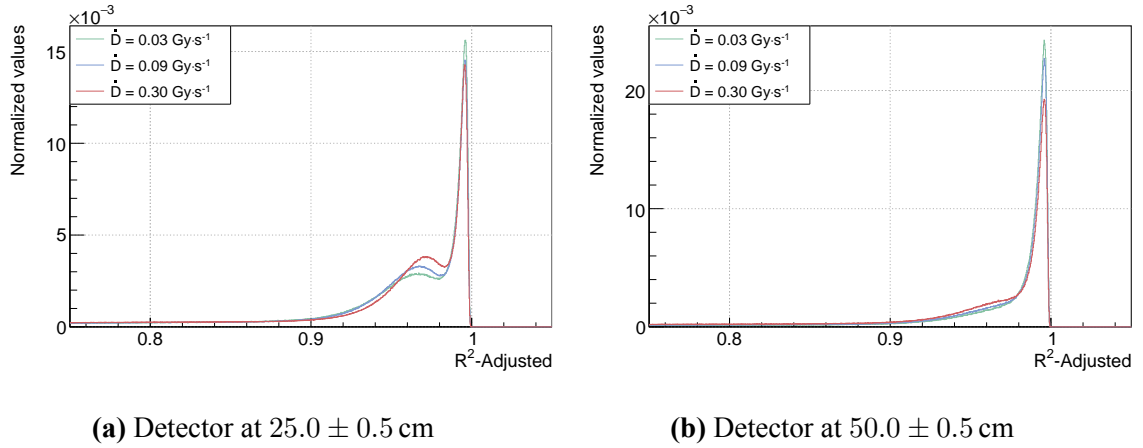 ×10⁻³
Normalized values
15
10
5
0
Ḋ = 0.03 Gy·s⁻¹
Ḋ = 0.09 Gy·s⁻¹
Ḋ = 0.30 Gy·s⁻¹
0.8
0.9
1
R²-Adjusted
(a) Detector at 25.0 ± 0.5 cm
×10⁻³
Normalized values
20
10
0
Ḋ = 0.03 Gy·s⁻¹
Ḋ = 0.09 Gy·s⁻¹
Ḋ = 0.30 Gy·s⁻¹
0.8
0.9
1
R²-Adjusted
(b) Detector at 50.0 ± 0.5 cm